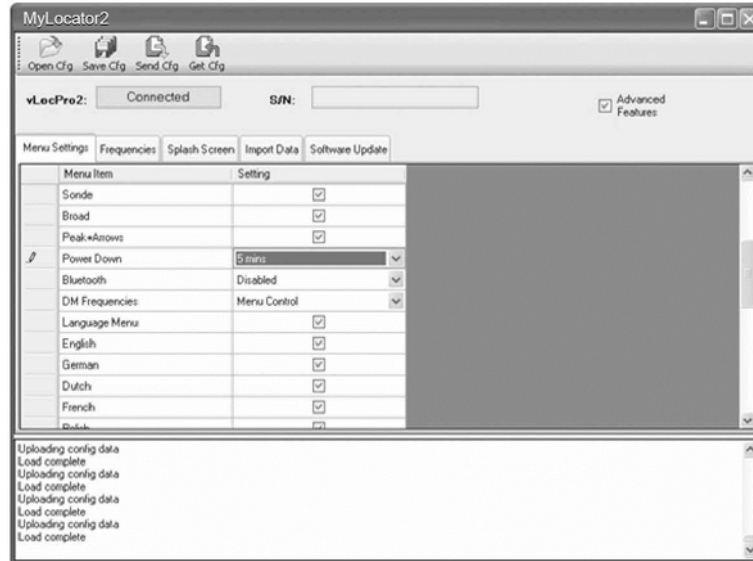 MyLocator2
Open Cfg Save Cfg Send Cfg Get Cfg
vLocPro2: Connected S/N: Advanced Features
Menu Settings Frequencies Splash Screen Import Data Software Update
Menu Item Setting
Sonde
Broad
Peak+Arrows
Power Down 5 mins
Bluetooth Disabled
DM Frequencies Menu Control
Language Menu
English
German
Dutch
French
Polish
Uploading config data
Load complete
Uploading config data
Load complete
Uploading config data
Load complete
Uploading config data
Load complete